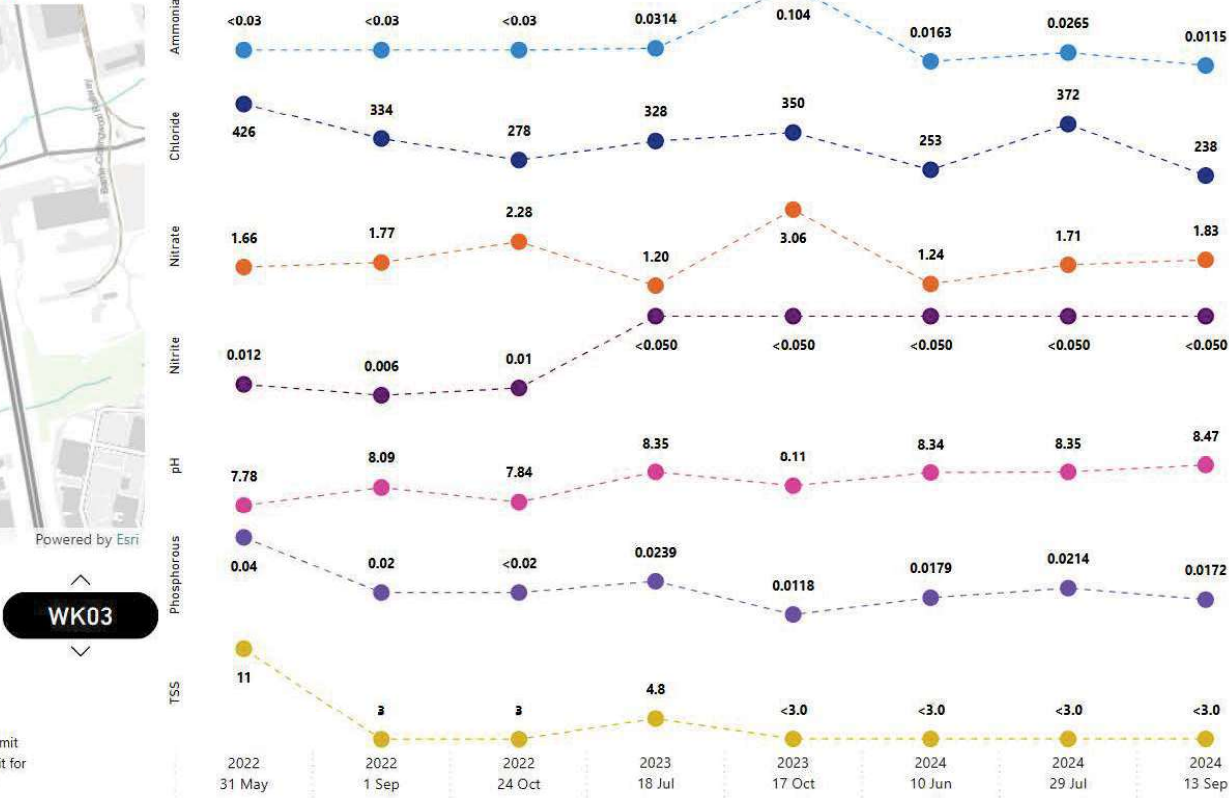 Ammonia
<0.03 <0.03 <0.03 0.0314 0.104 0.0163 0.0265 0.0115
Chloride
426 334 278 328 350 253 372 238
Nitrate
1.66 1.77 2.28 1.20 3.06 1.24 1.71 1.83
Nitrite
0.012 0.006 0.01 <0.050 <0.050 <0.050 <0.050 <0.050
pH
7.78 8.09 7.84 8.35 0.11 8.34 8.35 8.47
Powered by Esri
Phosphorous
0.04 0.02 <0.02 0.0239 0.0118 0.0179 0.0214 0.0172
WK03
TSS
11 3 3 4.8 <3.0 <3.0 <3.0 <3.0
mit
it for
2022 2022 2022 2023 2023 2024 2024 2024
31 May 1 Sep 24 Oct 18 Jul 17 Oct 10 Jun 29 Jul 13 Sep